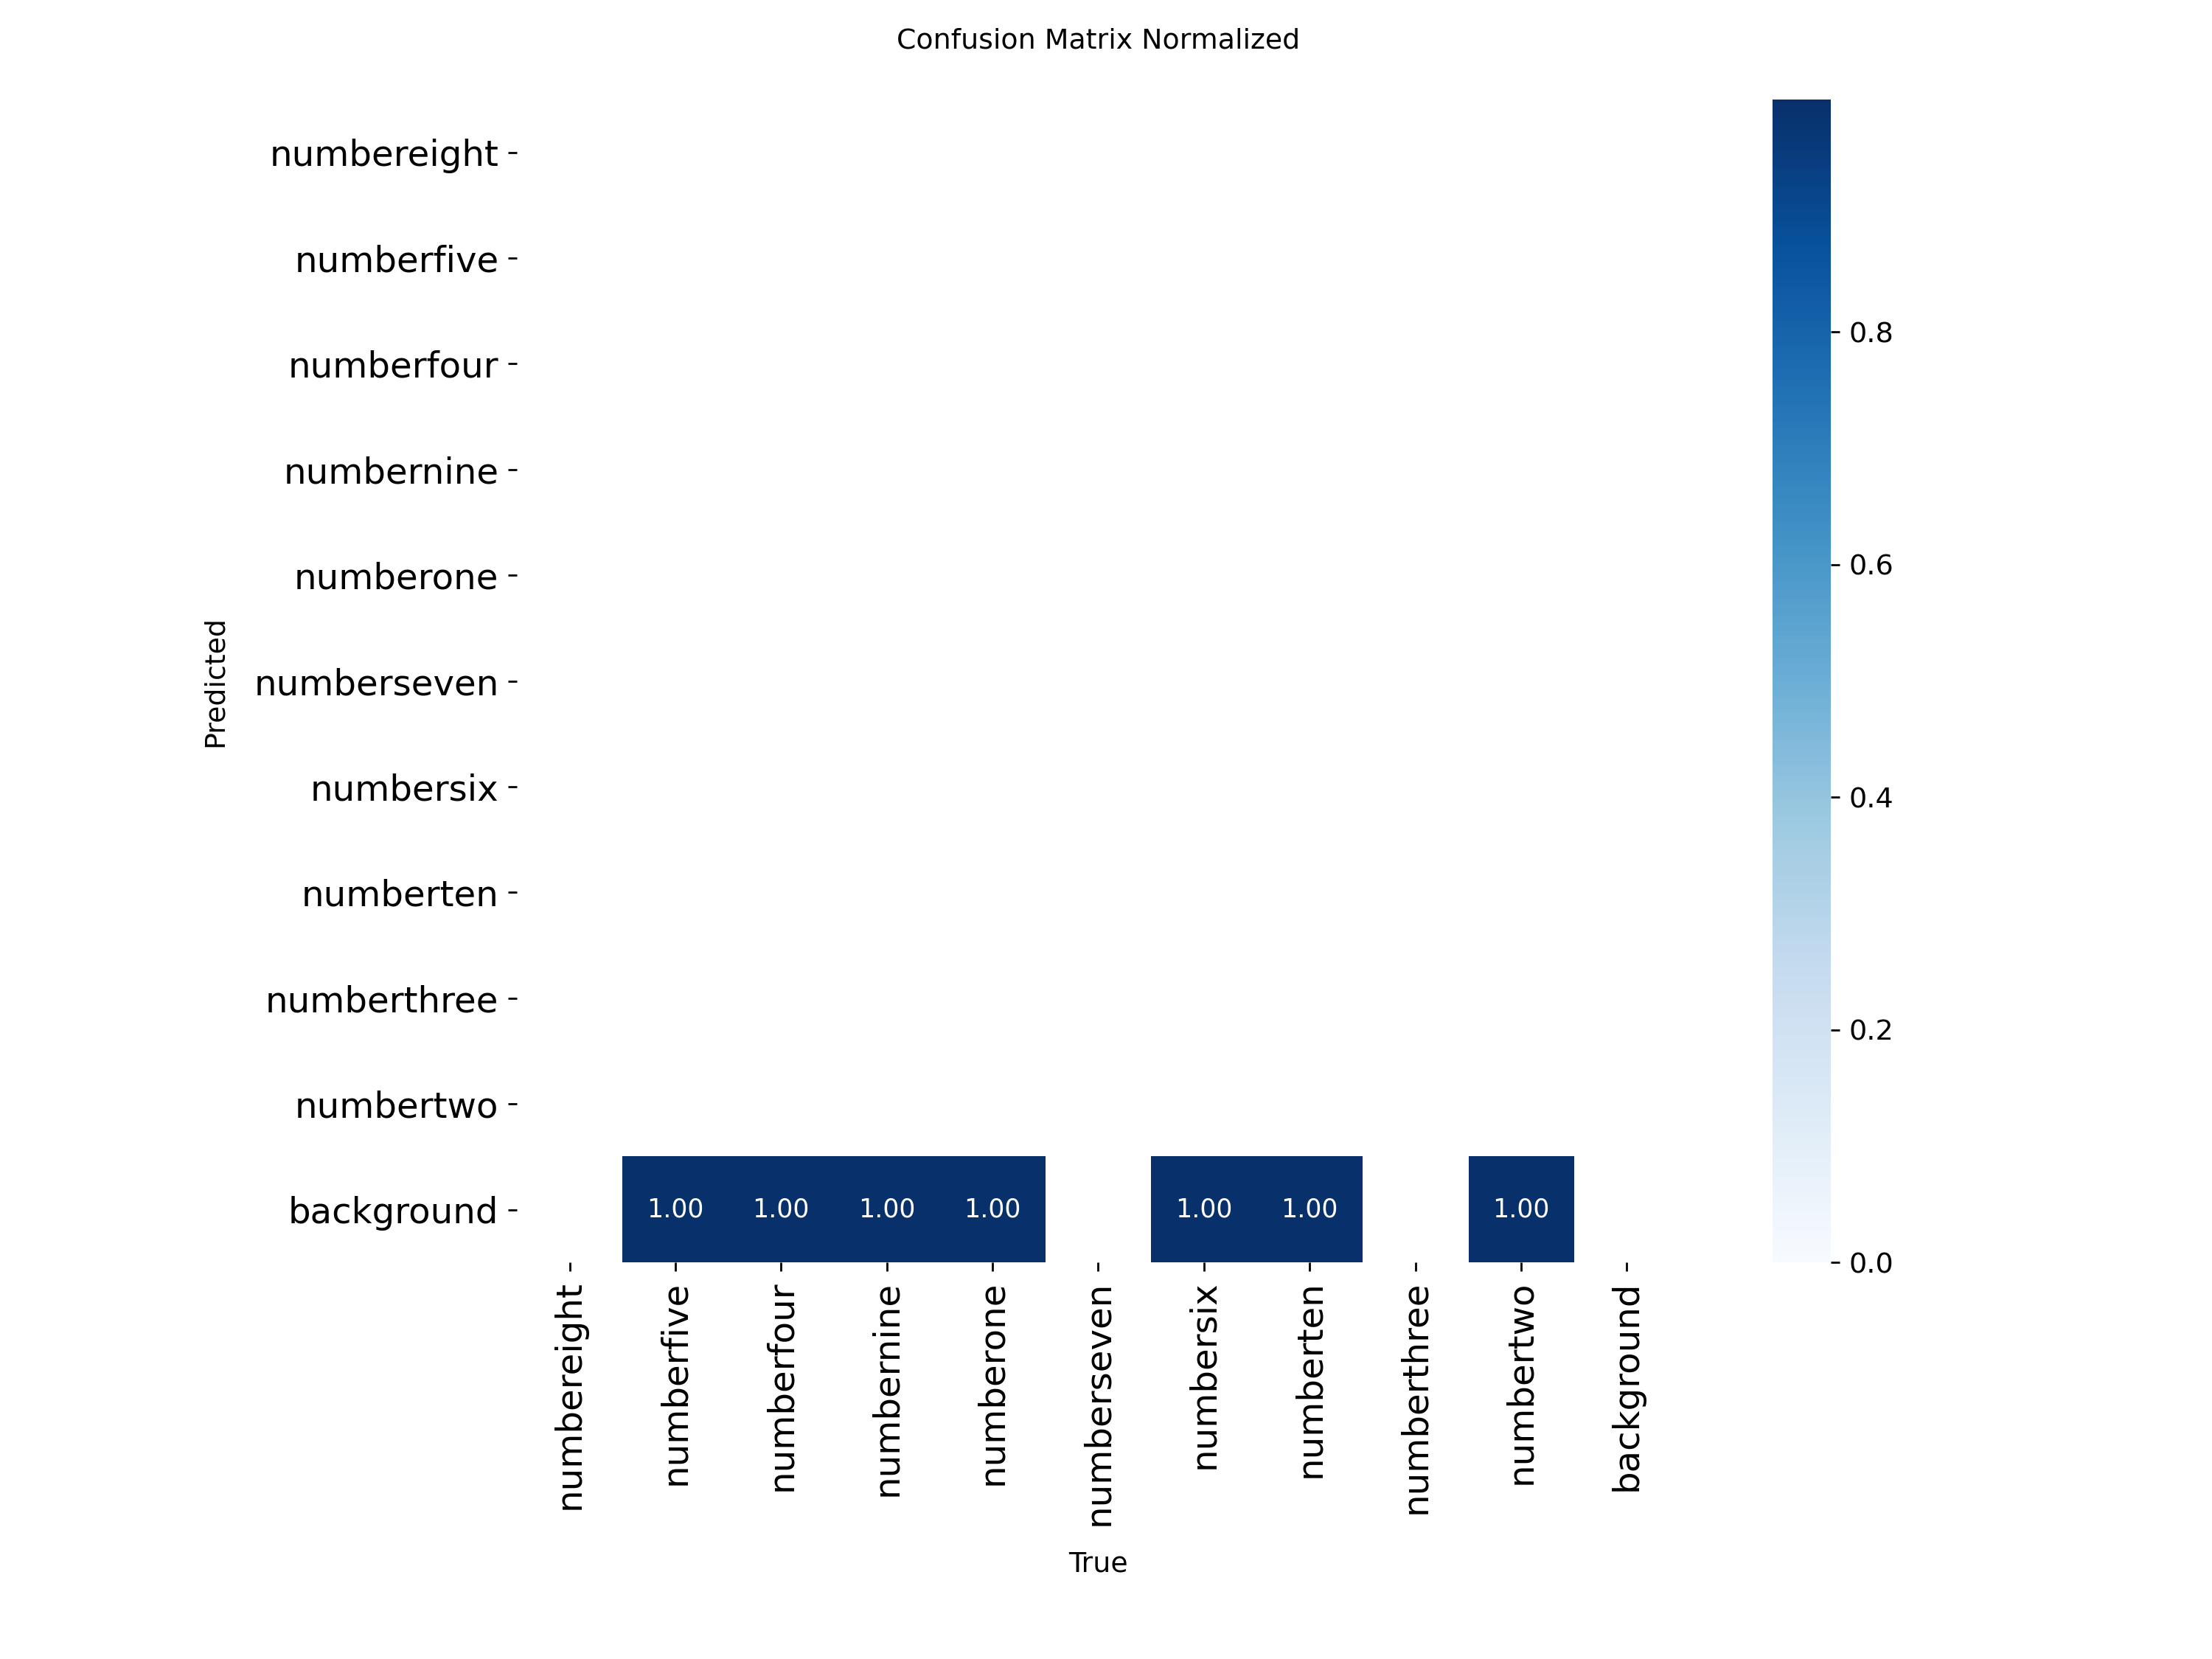 Confusion Matrix Normalized
numbereight
numberfive
numberfour
numbernine
numberone
numberseven
numbersix
numberten
numberthree
numbertwo
background
Predicted
1.00 1.00 1.00 1.00 1.00 1.00 1.00
numbereight
numberfive
numberfour
numbernine
numberone
numberseven
numbersix
numberten
numberthree
numbertwo
background
True
0.8
0.6
0.4
0.2
0.0